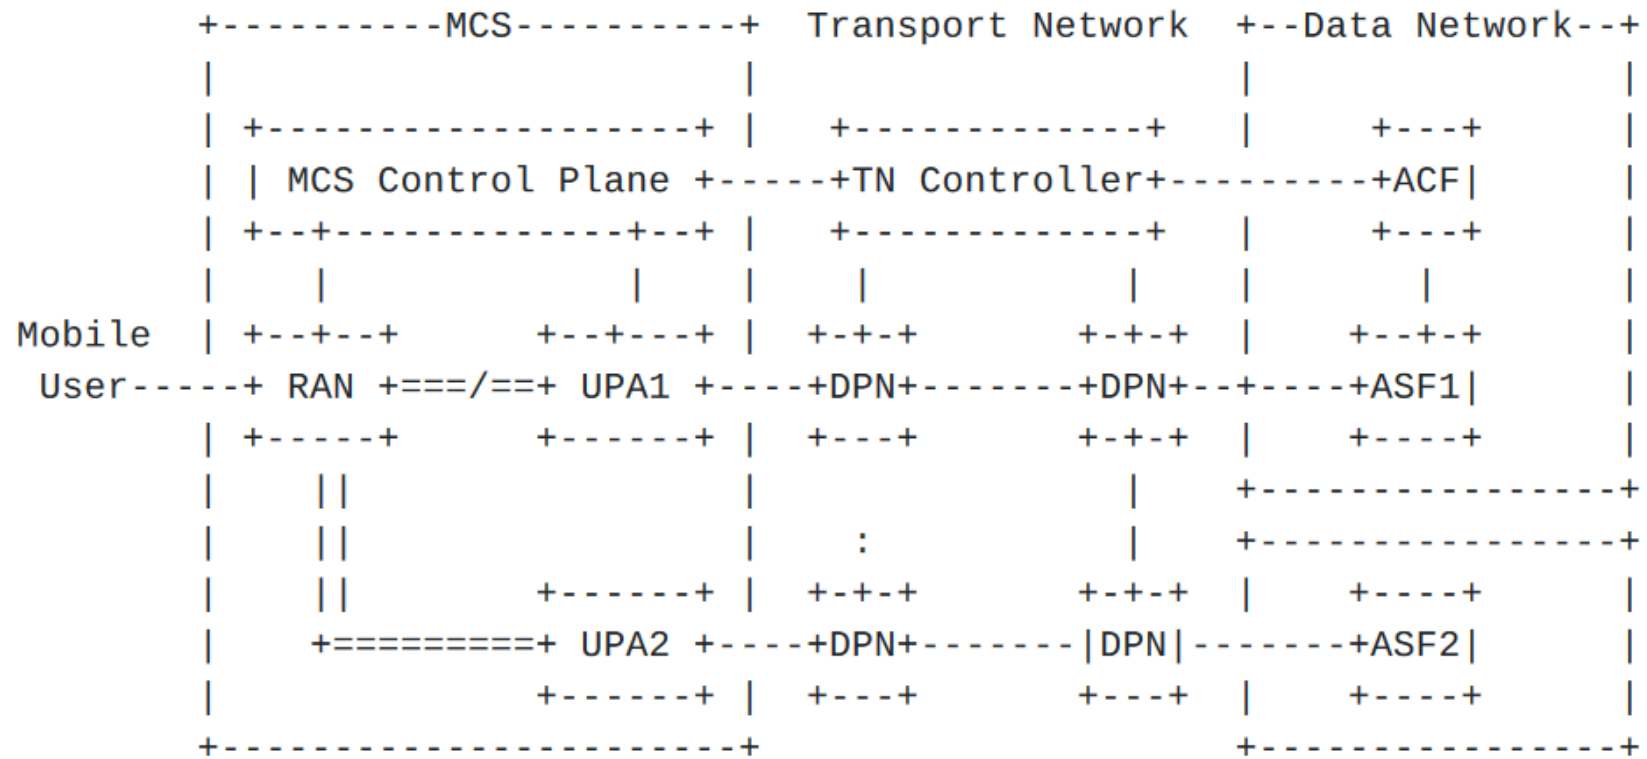 +----------MCS----------+  Transport Network  +--Data Network--+
|                       |                     |                |
| +-------------------+ |   +-------------+   |     +---+      |
| | MCS Control Plane +-----+TN Controller+---------+ACF|      |
| +--+-------------+--+ |   +-------------+   |     +---+      |
|    |             |    |    |           |    |       |        |
Mobile  | +--+--+      +--+---+ |  +-+-+       +-+-+  |    +--+-+      |
User-----+ RAN +===/==+ UPA1 +----+DPN+-------+DPN+--+----+ASF1|      |
| +-----+      +------+ |  +---+       +-+-+  |    +----+      |
|    ||                 |                |    +----------------+
|    ||                 |    :           |    +----------------+
|    ||        +------+ |  +-+-+       +-+-+  |    +----+      |
|    +=========+ UPA2 +----+DPN+-------|DPN|-------+ASF2|      |
|              +------+ |  +---+       +---+  |    +----+      |
+-----------------------+                     +----------------+